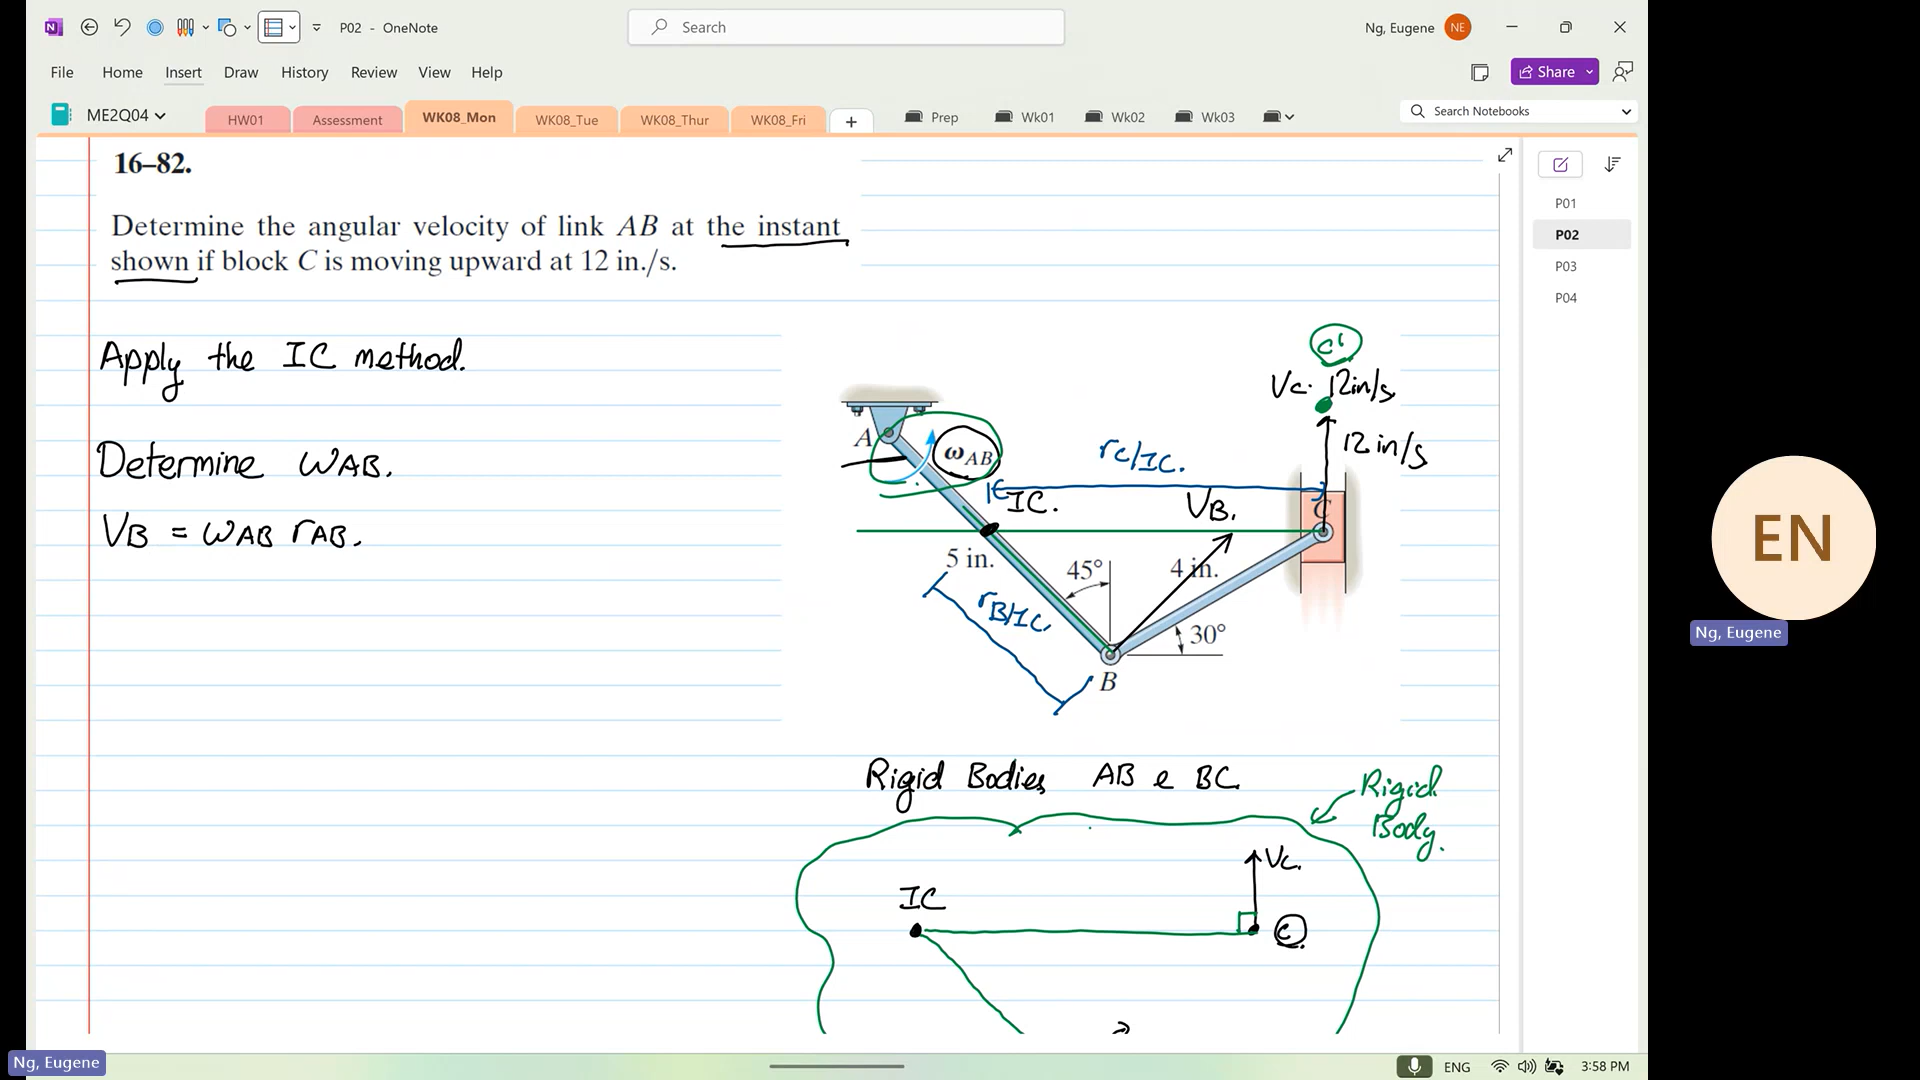 P02 - OneNote
Search
Ng, Eugene
NE
File
Home
Insert
Draw
History
Review
View
Help
Share
ME2Q04
HW01
Assessment
WK08_Mon
WK08_Tue
WK08_Thur
WK08_Fri
+
Prep
Wk01
Wk02
Wk03
Search Notebooks
P01
P02
P03
P04
16–82.
Determine the angular velocity of link AB at the instant
shown if block C is moving upward at 12 in./s.
Apply the IC method.
Determine ωAB.
VB = ωAB rAB.
C'
Vc. 12in/s
12 in/s
A
ωAB
rC/IC.
IC.
VB.
C
5 in.
45°
4 in.
rB/IC.
30°
B
Rigid Bodies AB e BC.
Rigid
Body.
Vc.
IC
C.
EN
Ng, Eugene
Ng, Eugene
ENG
3:58 PM